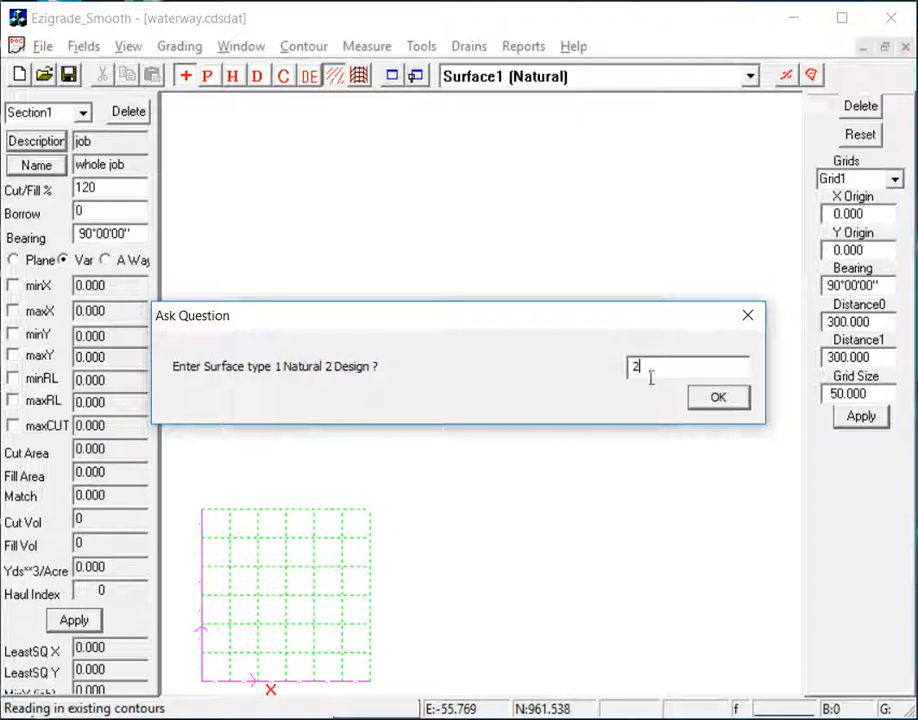 Ezigrade_Smooth - [waterway.cdsdat]
File Fields View Grading Window Contour Measure Tools Drains Reports Help
+ P H D C DE Surface1 (Natural)
Section1 Delete
Description job
Name whole job
Cut/Fill % 120
Borrow 0
Bearing 90°00'00"
Plane Var A Way
minX 0.000
maxX 0.000
minY 0.000
maxY 0.000
minRL 0.000
maxRL 0.000
maxCUT 0.000
Cut Area 0.000
Fill Area 0.000
Match 0.000
Cut Vol 0
Fill Vol 0
Yds**3/Acre 0.000
Haul Index 0
Apply
LeastSQ X 0.000
LeastSQ Y 0.000
MinX (job) 0.000
Ask Question
Enter Surface type 1 Natural 2 Design ? 2
OK
X
Delete
Reset
Grids
Grid1
X Origin
0.000
Y Origin
0.000
Bearing
90°00'00"
Distance0
300.000
Distance1
300.000
Grid Size
50.000
Apply
Reading in existing contours E:-55.769 N:961.538 f B:0 G: